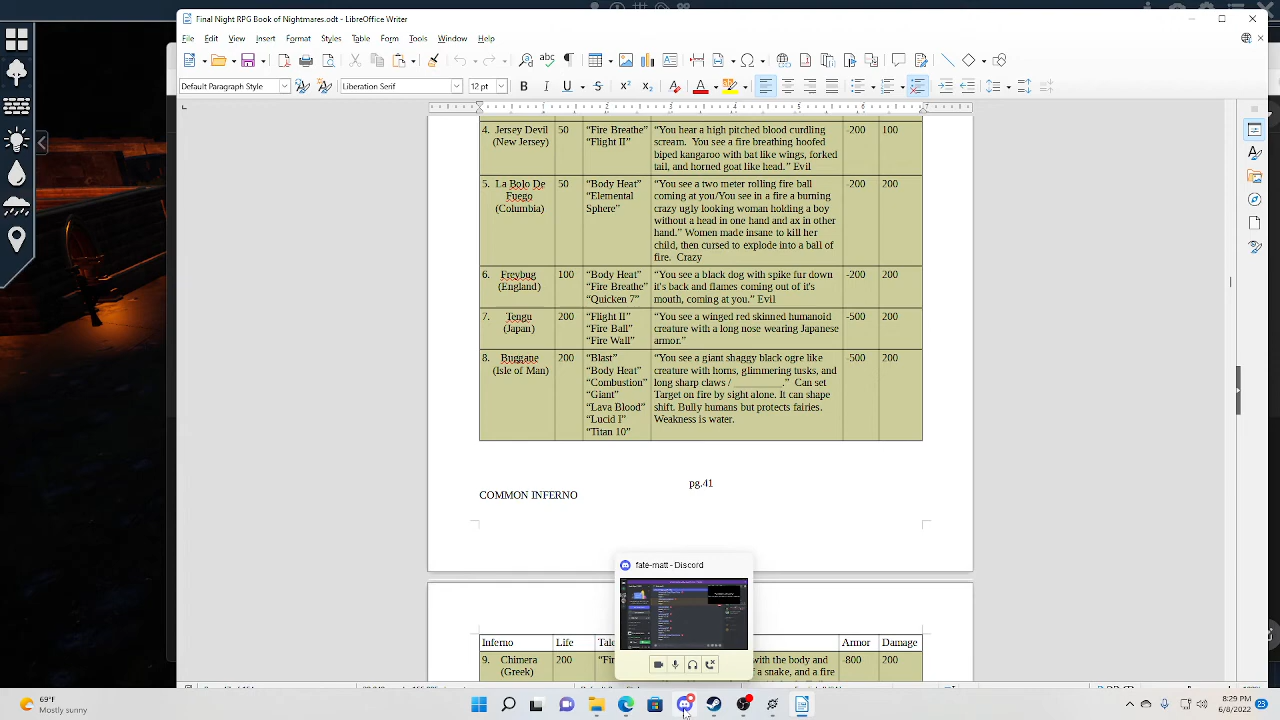 Final Night RPG Book of Nightmares.odt - LibreOffice Writer
File Edit View Insert Format Styles Table Form Tools Window Help
Default Paragraph Style Liberation Serif 12 pt
4. Jersey Devil (New Jersey) 50 “Fire Breathe” “Flight II” “You hear a high pitched blood curdling -200 100
scream. You see a fire breathing hoofed
biped kangaroo with bat like wings, forked
tail, and horned goat like head.” Evil
5. La Bolo De Fuego (Columbia) 50 “Body Heat” “Elemental Sphere” “You see a two meter rolling fire ball -200 200
coming at you/You see in a fire a burning
crazy ugly looking woman holding a boy
without a head in one hand and ax in other
hand.” Women made insane to kill her
child, then cursed to explode into a ball of
fire. Crazy
6. Freybug (England) 100 “Body Heat” “Fire Breathe” “Quicken 7” “You see a black dog with spike fur down -200 200
it's back and flames coming out of it's
mouth, coming at you.” Evil
7. Tengu (Japan) 200 “Flight II” “Fire Ball” “Fire Wall” “You see a winged red skinned humanoid -500 200
creature with a long nose wearing Japanese
armor.”
8. Buggane (Isle of Man) 200 “Blast” “Body Heat” “Combustion” “Giant” “Lava Blood” “Lucid I” “Titan 10” “You see a giant shaggy black ogre like -500 200
creature with horns, glimmering tusks, and
long sharp claws / _________.” Can set
Target on fire by sight alone. It can shape
shift. Bully humans but protects fairies.
Weakness is water.
pg.41
COMMON INFERNO
fate-matt - Discord
Inferno Life Armor Damage
9. Chimera (Greek) 200 with the body and -800 200
a snake, and a fire
69°F
Mostly sunny
8:29 PM
6/8/2022
23